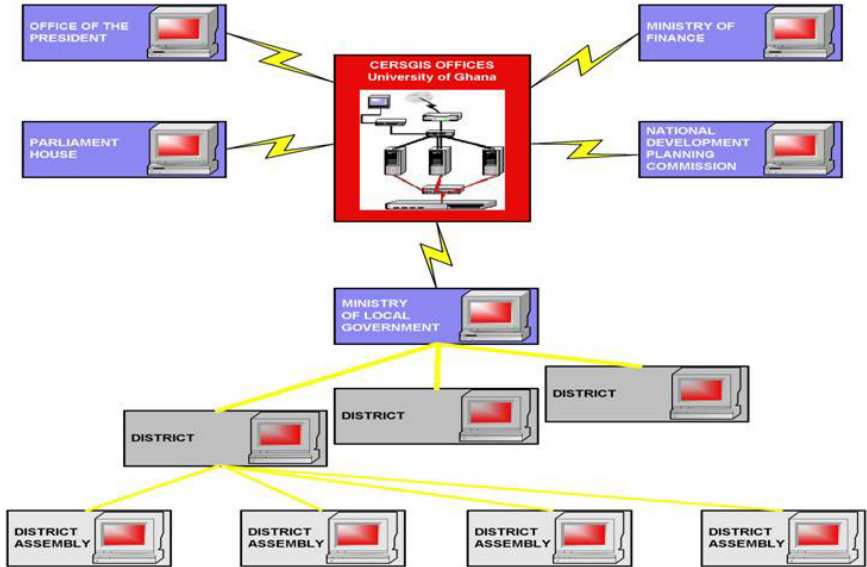 OFFICE OF THE
PRESIDENT
MINISTRY OF
FINANCE
CERSGIS OFFICES
University of Ghana
PARLIAMENT
HOUSE
NATIONAL
DEVELOPMENT
PLANNING
COMMISSION
MINISTRY
OF LOCAL
GOVERNMENT
DISTRICT
DISTRICT
DISTRICT
DISTRICT
ASSEMBLY
DISTRICT
ASSEMBLY
DISTRICT
ASSEMBLY
DISTRICT
ASSEMBLY